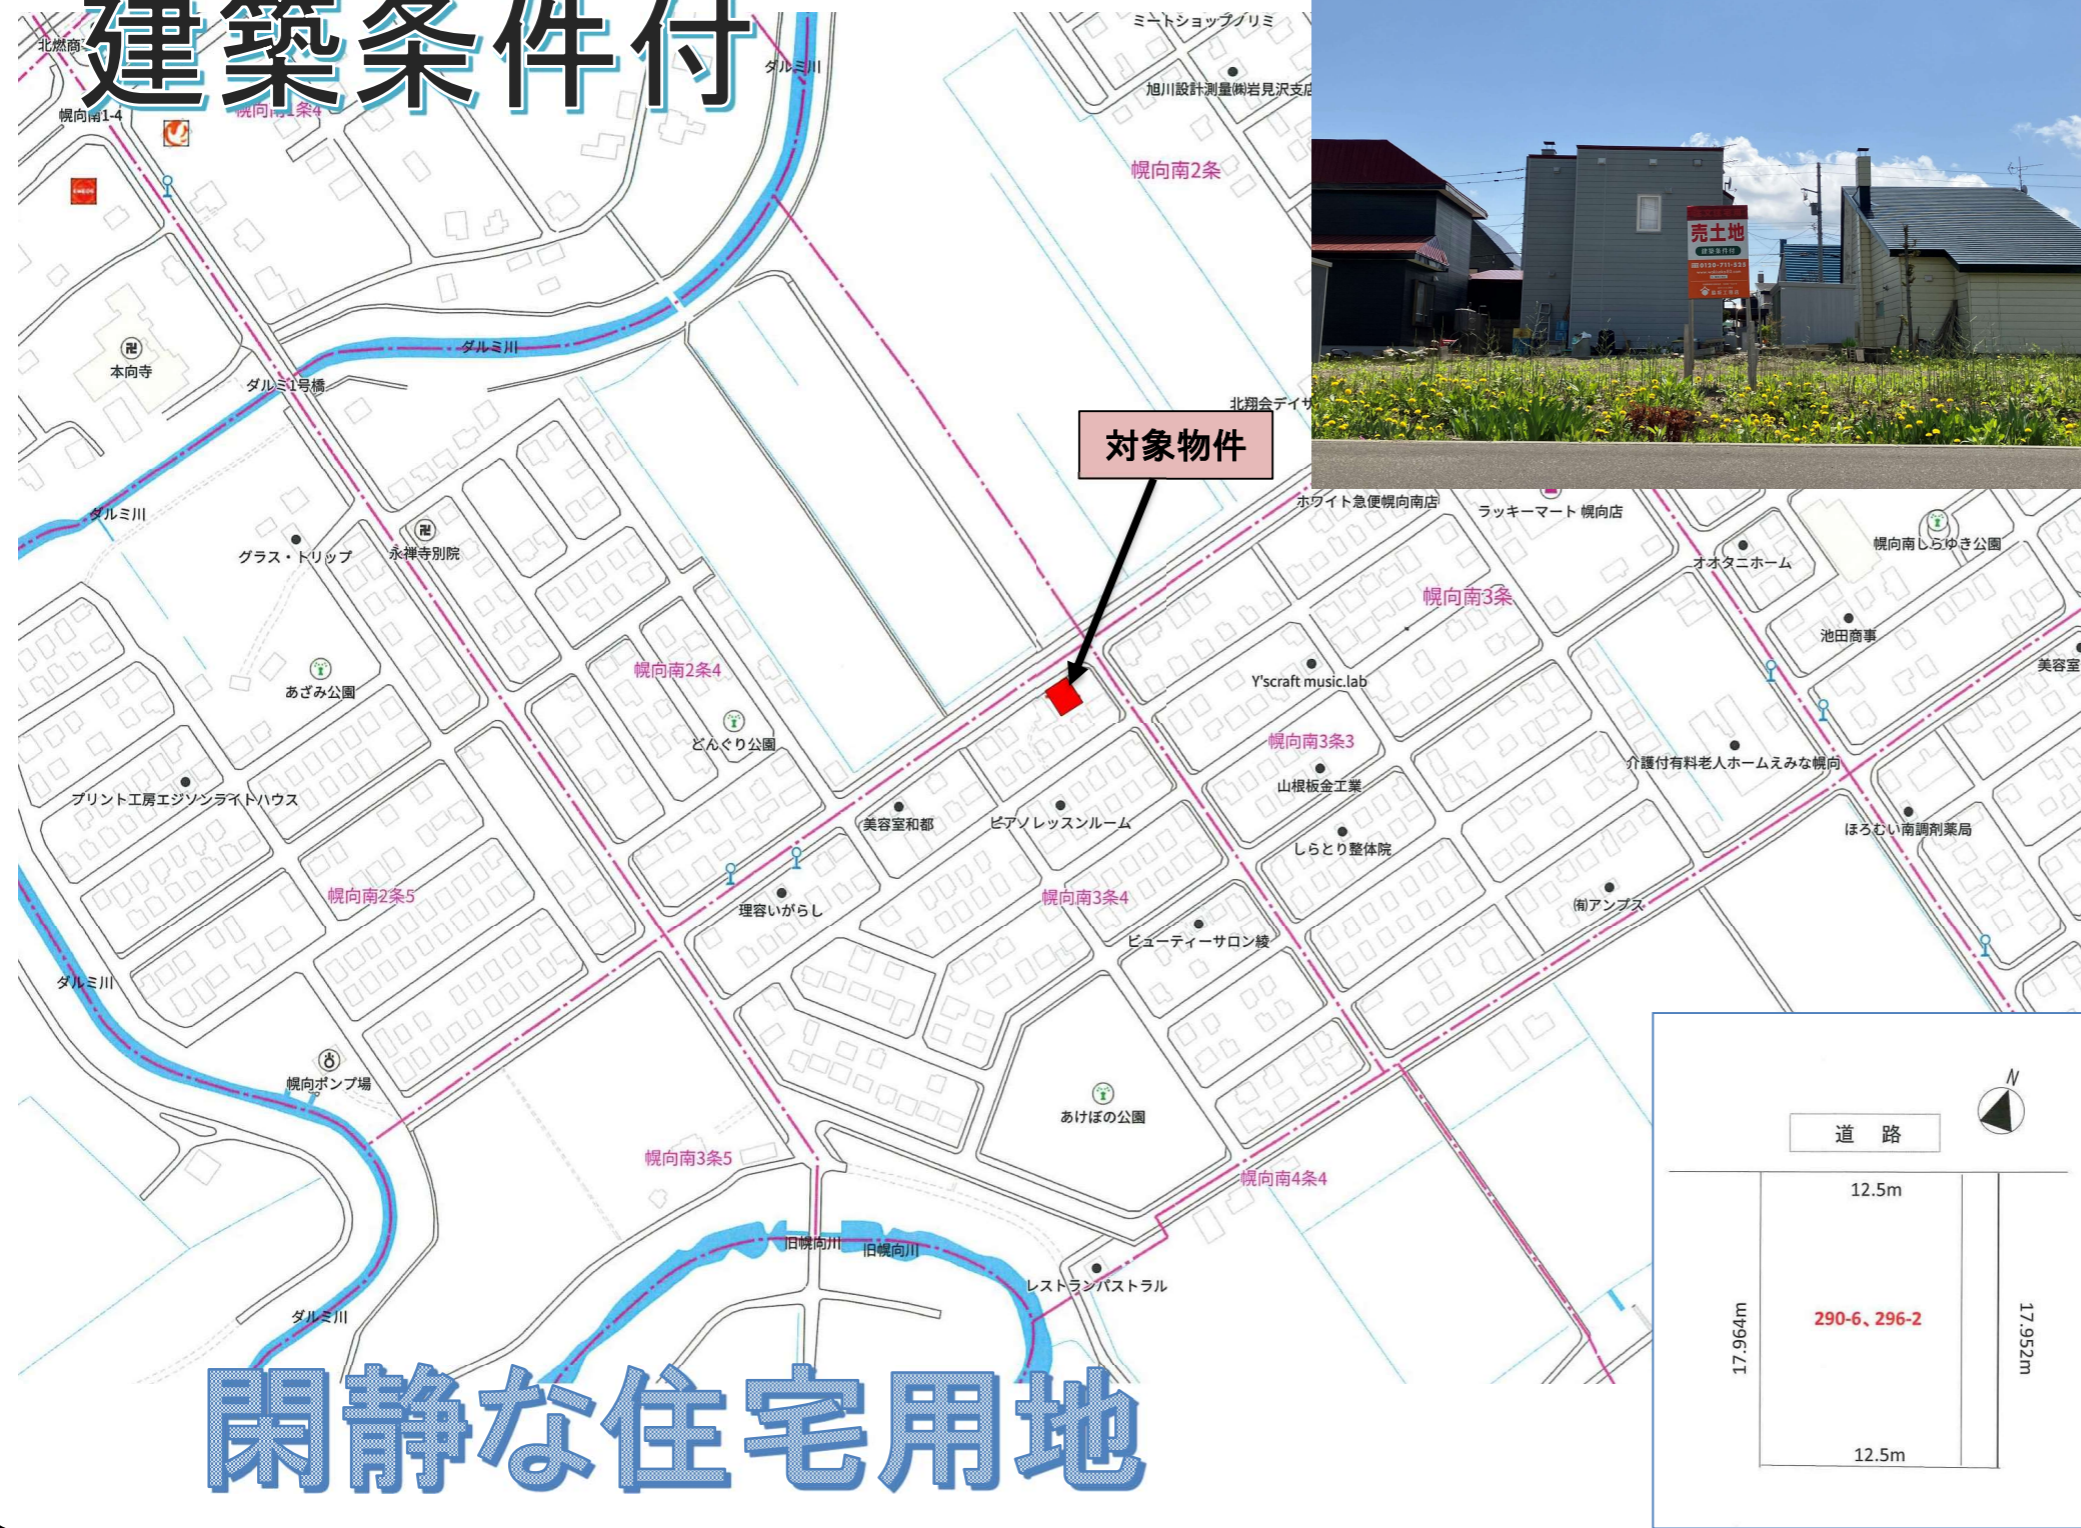 建築条件付
ミートショップノリミ
北燃商
ダルミ川
旭川設計測量㈱岩見沢支店
幌向南1-4
幌向南1条4
幌向南2条
ENEOS
売土地
建築条件付
本向寺
ダルミ川
ダルミ1号橋
北翔会デイサ
対象物件
ホワイト急便幌向南店
ラッキーマート 幌向店
ダルミ川
グラス・トリップ
永禅寺別院
幌向南しらゆき公園
オオタニホーム
幌向南3条
池田商事
美容室
幌向南2条4
あざみ公園
Y'scraft music.lab
どんぐり公園
幌向南3条3
介護付有料老人ホームえみな幌向
山根板金工業
プリント工房エジソンライトハウス
美容室和都
ピアノレッスンルーム
ほろむい南調剤薬局
しらとり整体院
幌向南2条5
幌向南3条4
㈲アンプス
理容いがらし
ビューティーサロン綾
ダルミ川
幌向ポンプ場
あけぼの公園
幌向南3条5
幌向南4条4
旧幌向川
旧幌向川
レストランパストラル
ダルミ川
閑静な住宅用地
N
道 路
12.5m
17.964m
290-6、296-2
17.952m
12.5m